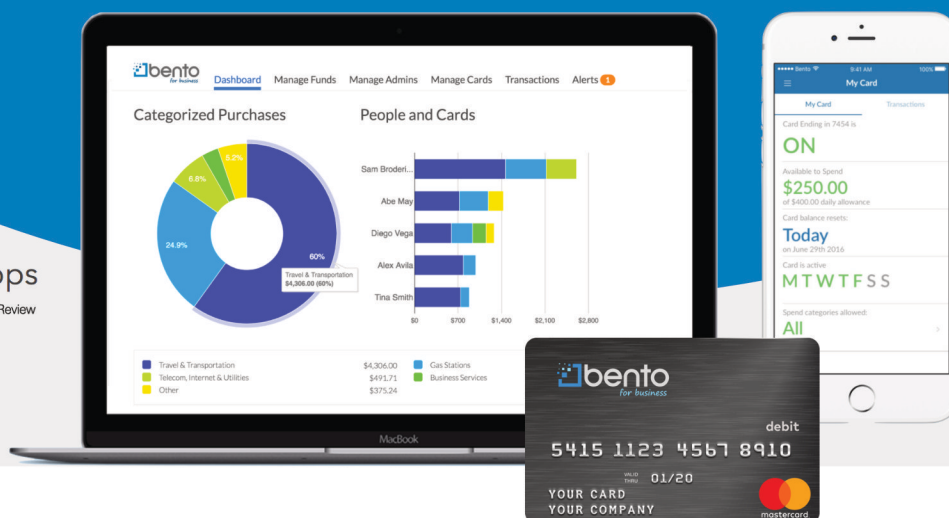 ps
Review
bento
for business
Dashboard Manage Funds Manage Admins Manage Cards Transactions Alerts 1
Categorized Purchases
People and Cards
5.2%
6.8%
24.9%
60%
Travel & Transportation
$4,306.00 (60%)
Sam Broderi...
Abe May
Diego Vega
Alex Avila
Tina Smith
$0 $700 $1,400 $2,100 $2,800
Travel & Transportation $4,306.00 Gas Stations
Telecom, Internet & Utilities $491.71 Business Services
Other $375.24
MacBook
Bento 9:41 AM 100%
My Card
My Card Transactions
Card Ending in 7454 is
ON
Available to Spend
$250.00
of $400.00 daily allowance
Card balance resets:
Today
on June 29th 2016
Card is active
M T W T F S S
Spend categories allowed:
All
bento
for business
debit
5415 1123 4567 8910
VALID THRU 01/20
YOUR CARD
YOUR COMPANY
mastercard